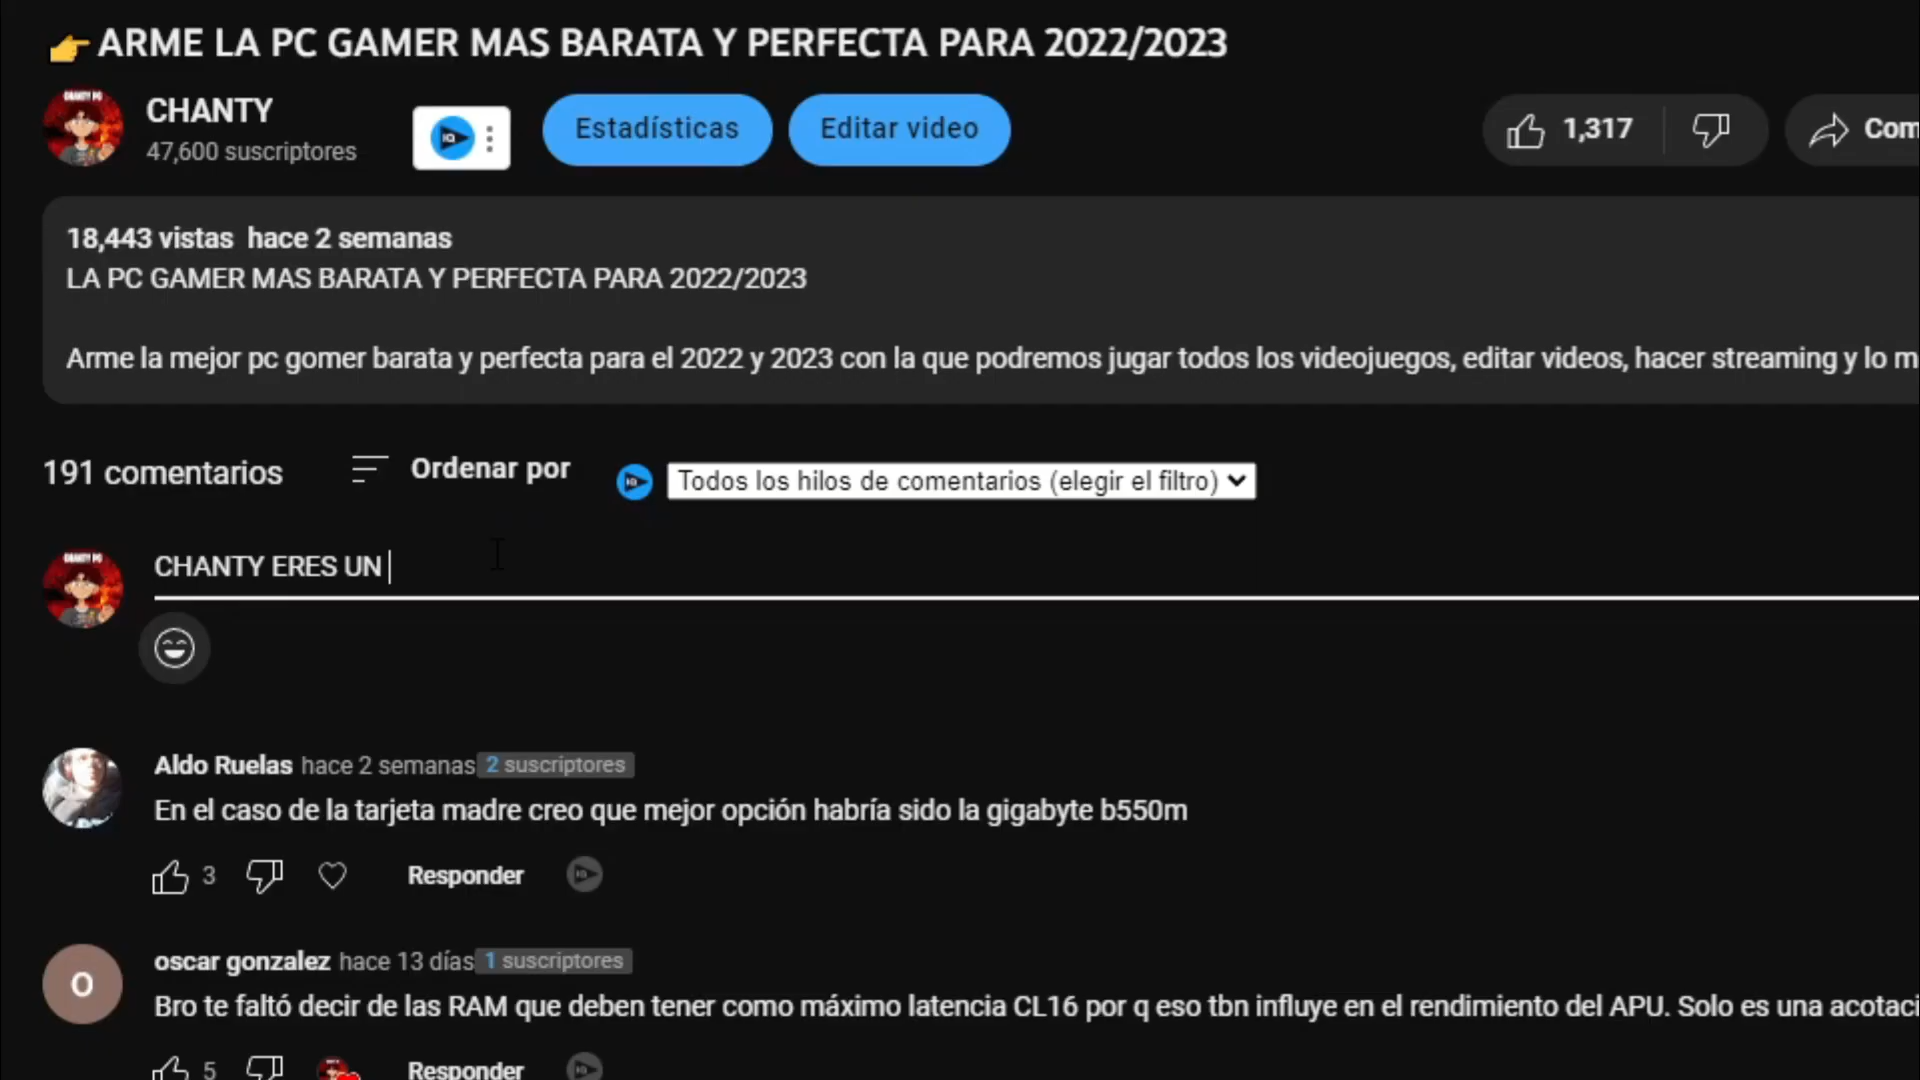 👉 ARME LA PC GAMER MAS BARATA Y PERFECTA PARA 2022/2023
CHANTY
47,600 suscriptores
Estadísticas
Editar video
1,317
Com
18,443 vistas hace 2 semanas
LA PC GAMER MAS BARATA Y PERFECTA PARA 2022/2023
Arme la mejor pc gomer barata y perfecta para el 2022 y 2023 con la que podremos jugar todos los videojuegos, editar videos, hacer streaming y lo m
191 comentarios
Ordenar por
Todos los hilos de comentarios (elegir el filtro)
CHANTY ERES UN
Aldo Ruelas hace 2 semanas 2 suscriptores
En el caso de la tarjeta madre creo que mejor opción habría sido la gigabyte b550m
3
Responder
O
oscar gonzalez hace 13 días 1 suscriptores
Bro te faltó decir de las RAM que deben tener como máximo latencia CL16 por q eso tbn influye en el rendimiento del APU. Solo es una acotaci
5
Responder